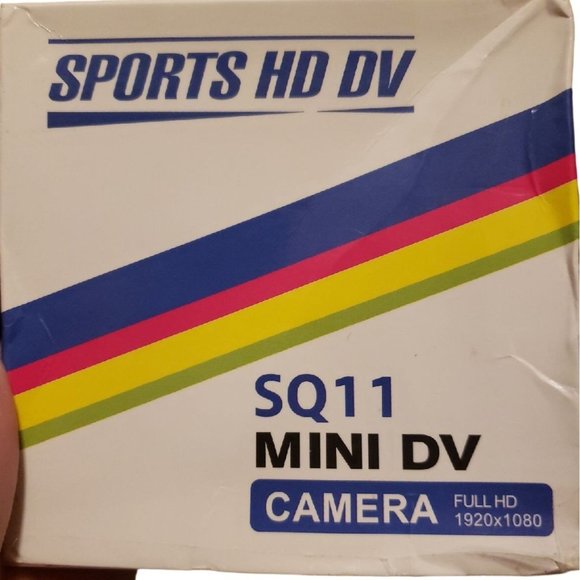 SPORTS HD DV
SQ11
MINI DV
CAMERA
FULL HD
1920x1080